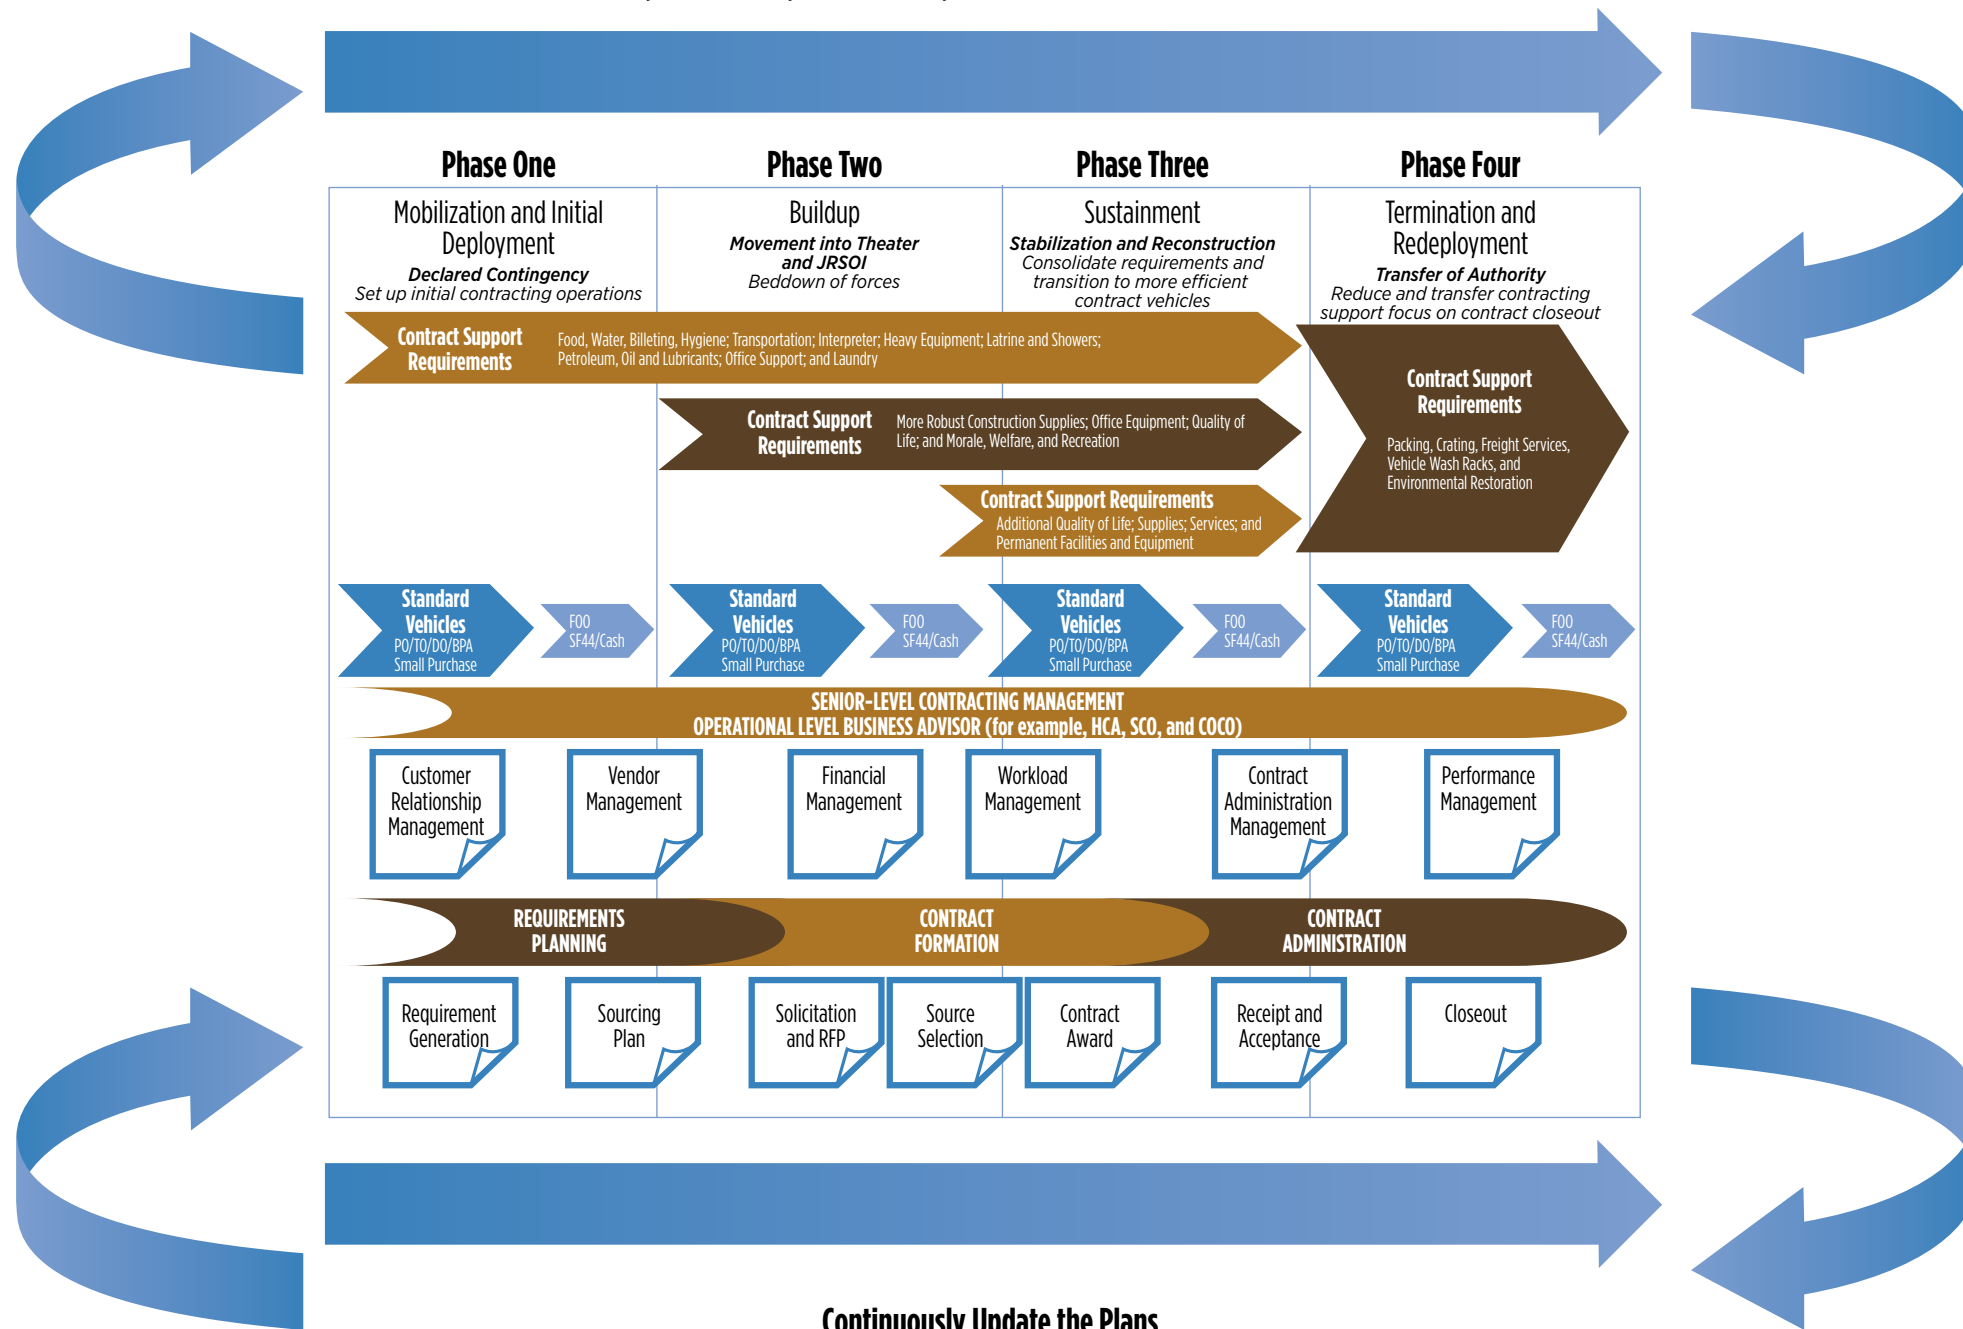 Phase One
Phase Two
Phase Three
Phase Four
Mobilization and Initial
Deployment
Declared Contingency
Set up initial contracting operations
Buildup
Movement into Theater
and JRSOI
Beddown of forces
Sustainment
Stabilization and Reconstruction
Consolidate requirements and
transition to more efficient
contract vehicles
Termination and
Redeployment
Transfer of Authority
Reduce and transfer contracting
support focus on contract closeout
Contract Support
Requirements
Food, Water, Billeting, Hygiene; Transportation; Interpreter; Heavy Equipment; Latrine and Showers;
Petroleum, Oil and Lubricants; Office Support; and Laundry
Contract Support
Requirements
More Robust Construction Supplies; Office Equipment; Quality of
Life; and Morale, Welfare, and Recreation
Contract Support Requirements
Additional Quality of Life; Supplies; Services; and
Permanent Facilities and Equipment
Contract Support
Requirements
Packing, Crating, Freight Services,
Vehicle Wash Racks, and
Environmental Restoration
Standard
Vehicles
PO/TO/DO/BPA
Small Purchase
FOO
SF44/Cash
Standard
Vehicles
PO/TO/DO/BPA
Small Purchase
FOO
SF44/Cash
Standard
Vehicles
PO/TO/DO/BPA
Small Purchase
FOO
SF44/Cash
Standard
Vehicles
PO/TO/DO/BPA
Small Purchase
FOO
SF44/Cash
SENIOR-LEVEL CONTRACTING MANAGEMENT
OPERATIONAL LEVEL BUSINESS ADVISOR (for example, HCA, SCO, and COCO)
Customer
Relationship
Management
Vendor
Management
Financial
Management
Workload
Management
Contract
Administration
Management
Performance
Management
REQUIREMENTS
PLANNING
CONTRACT
FORMATION
CONTRACT
ADMINISTRATION
Requirement
Generation
Sourcing
Plan
Solicitation
and RFP
Source
Selection
Contract
Award
Receipt and
Acceptance
Closeout
Continuously Update the Plans